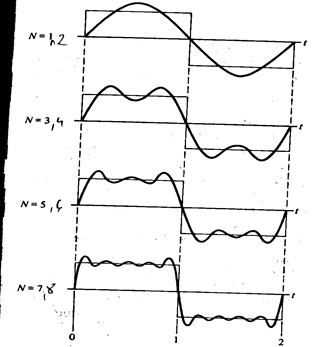 N = 1,2
t
N = 3,4
t
N = 5,6
t
N = 7,8
t
0 1 2